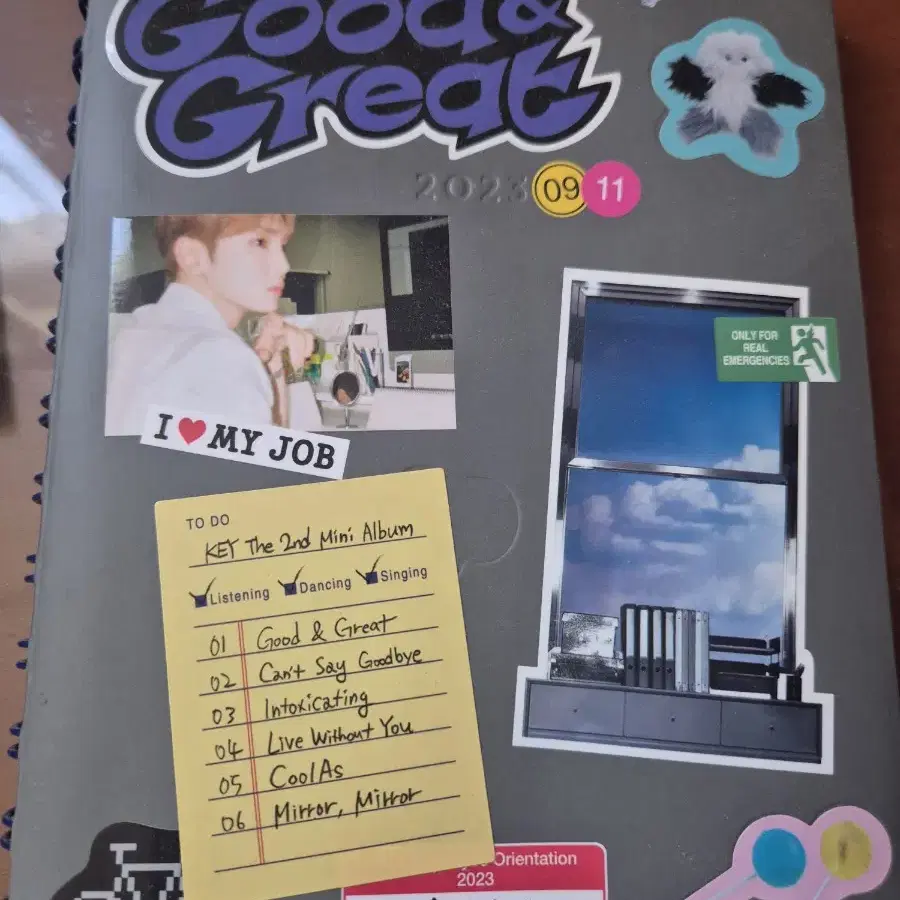 Good &
Great
2023 09 11
ONLY FOR
REAL
EMERGENCIES
I ❤ MY JOB
TO DO
KEY The 2nd Mini Album
Listening Dancing Singing
01 Good & Great
02 Can't Say Goodbye
03 Intoxicating
04 Live Without You
05 CoolAs
06 Mirror, Mirror
Orientation
2023